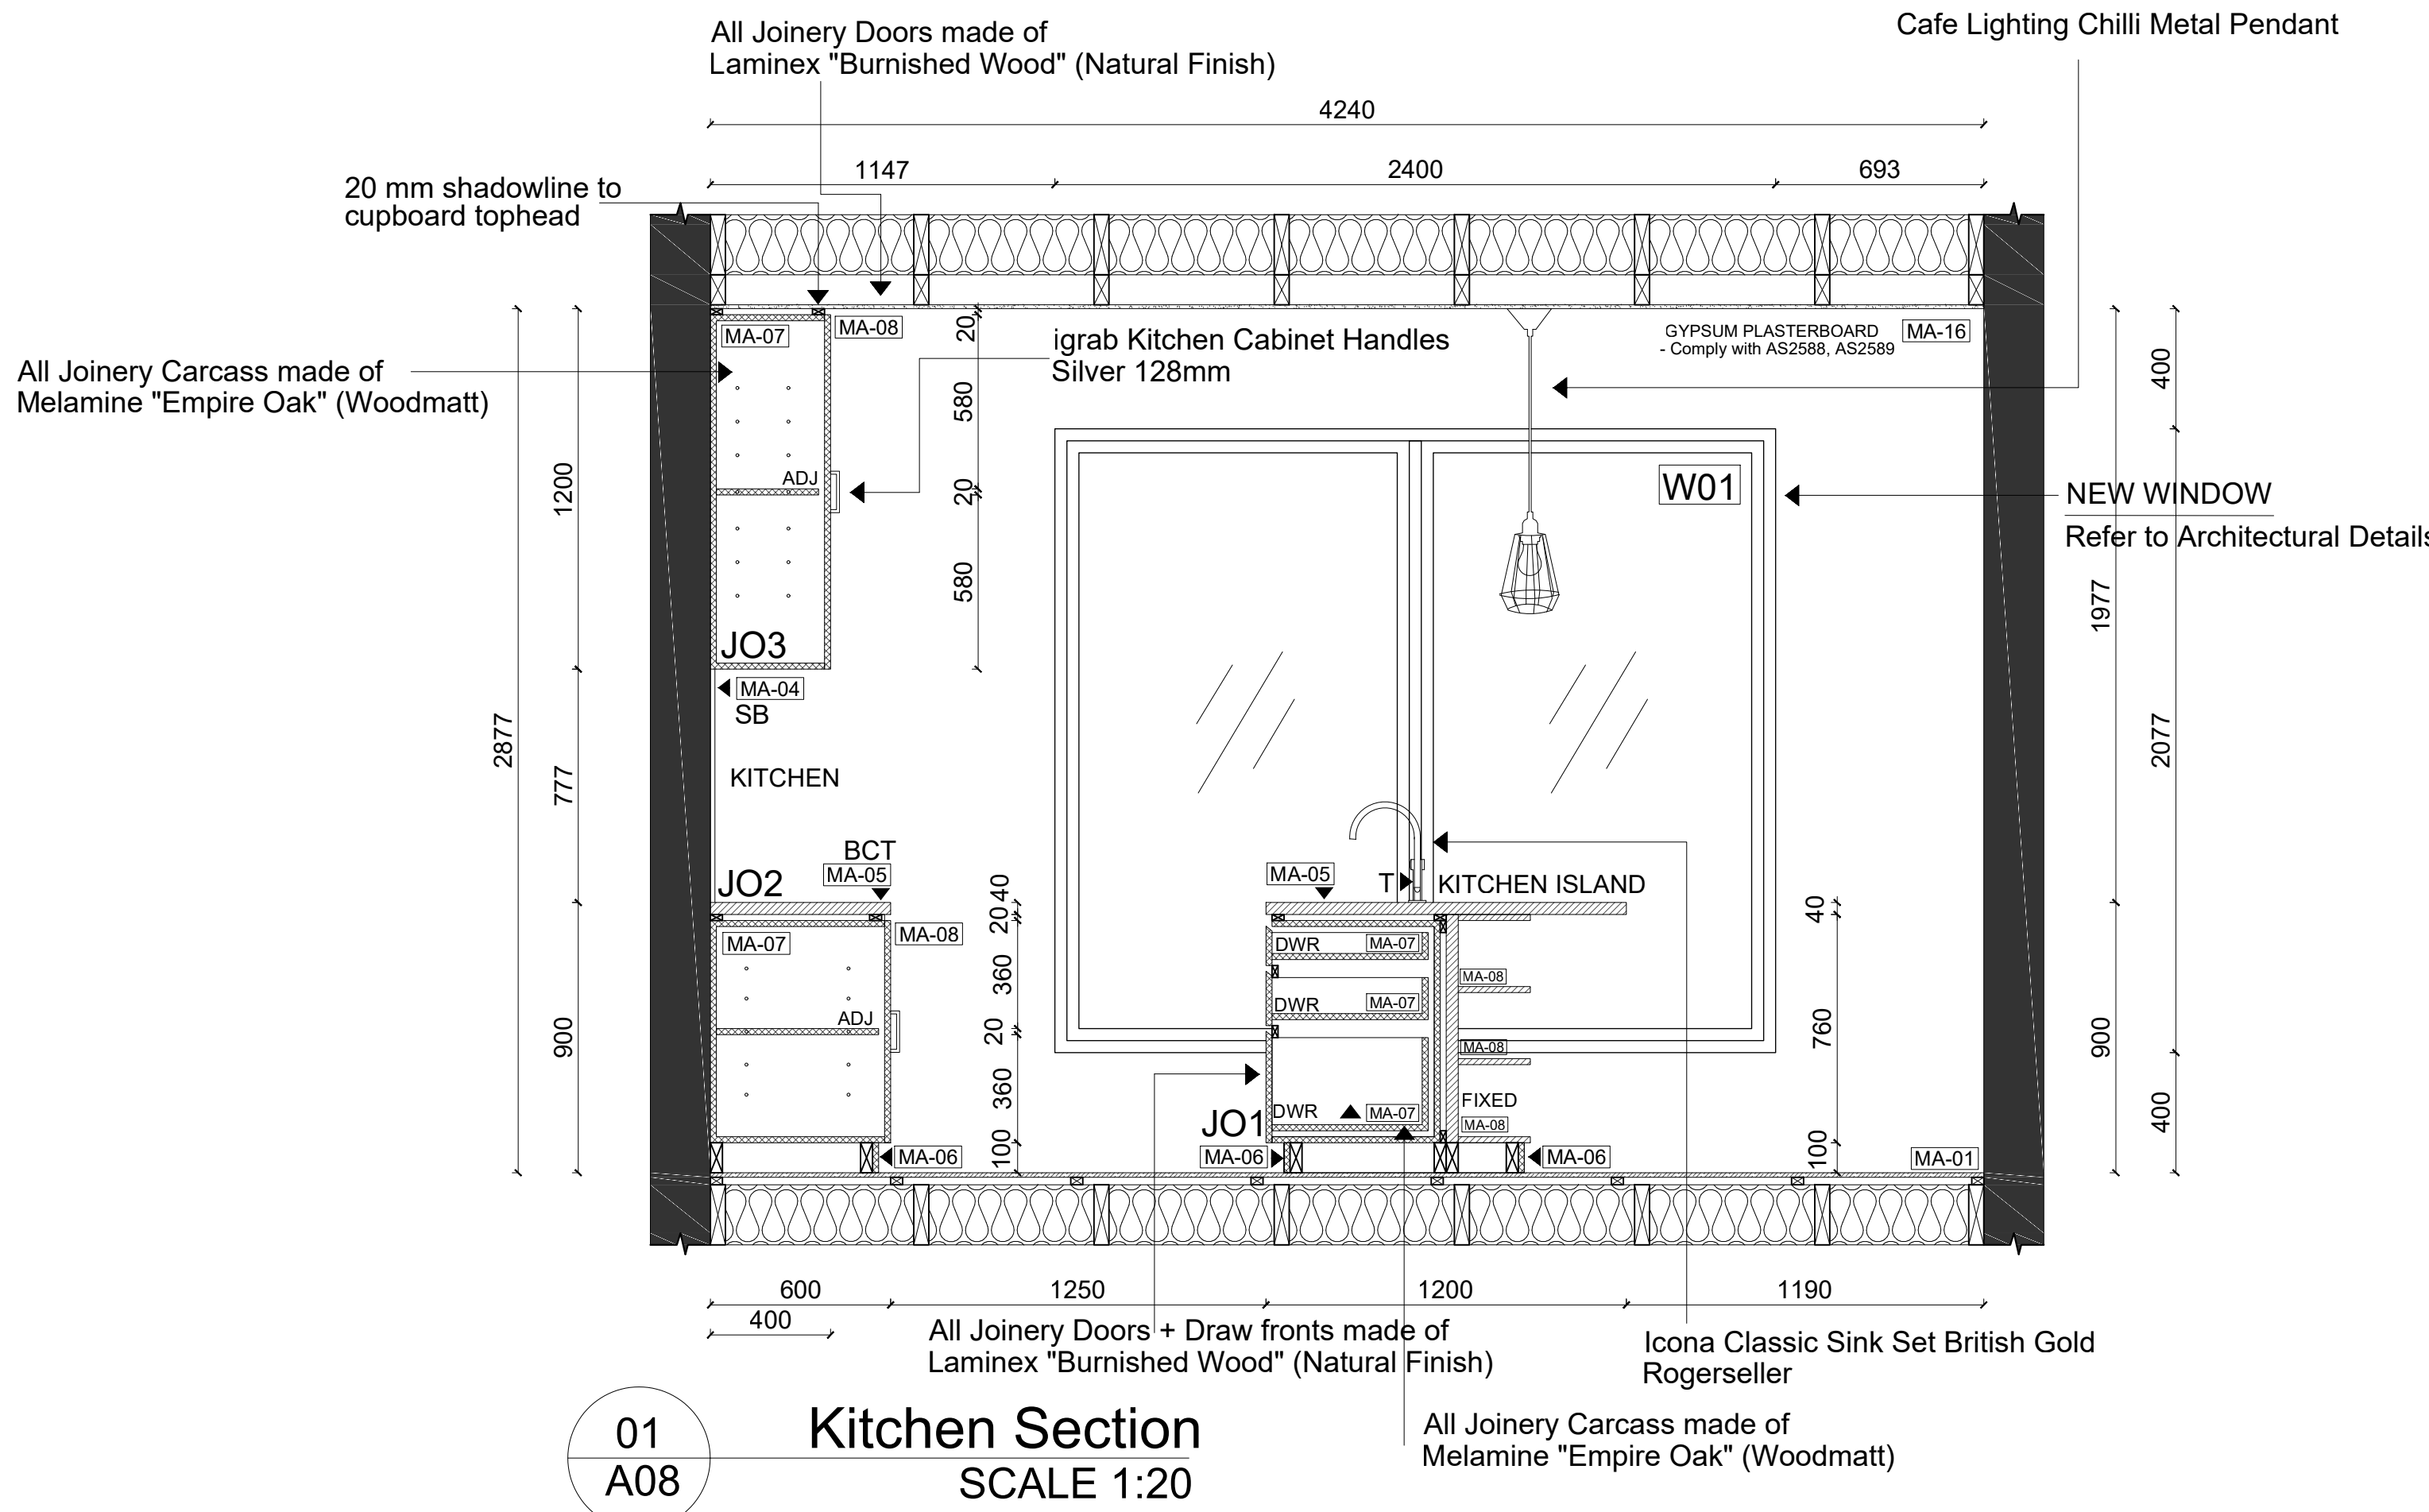 All Joinery Doors made of
Laminex "Burnished Wood" (Natural Finish)
Cafe Lighting Chilli Metal Pendant
4240
1147
2400
693
20 mm shadowline to
cupboard tophead
MA-07
MA-08
20
igrab Kitchen Cabinet Handles
Silver 128mm
GYPSUM PLASTERBOARD
- Comply with AS2588, AS2589
MA-16
400
All Joinery Carcass made of
Melamine "Empire Oak" (Woodmatt)
580
ADJ
20
1200
W01
NEW WINDOW
Refer to Architectural Details
580
1977
JO3
MA-04
SB
2877
777
KITCHEN
2077
BCT
MA-05
JO2
40
MA-05
T
KITCHEN ISLAND
20
40
MA-07
MA-08
DWR
MA-07
360
MA-08
DWR
MA-07
ADJ
20
900
760
900
MA-08
360
FIXED
DWR
MA-07
MA-08
400
JO1
100
MA-06
MA-06
MA-06
100
MA-01
600
1250
1200
1190
400
All Joinery Doors + Draw fronts made of
Laminex "Burnished Wood" (Natural Finish)
Icona Classic Sink Set British Gold
Rogerseller
All Joinery Carcass made of
Melamine "Empire Oak" (Woodmatt)
01
A08
Kitchen Section
SCALE 1:20